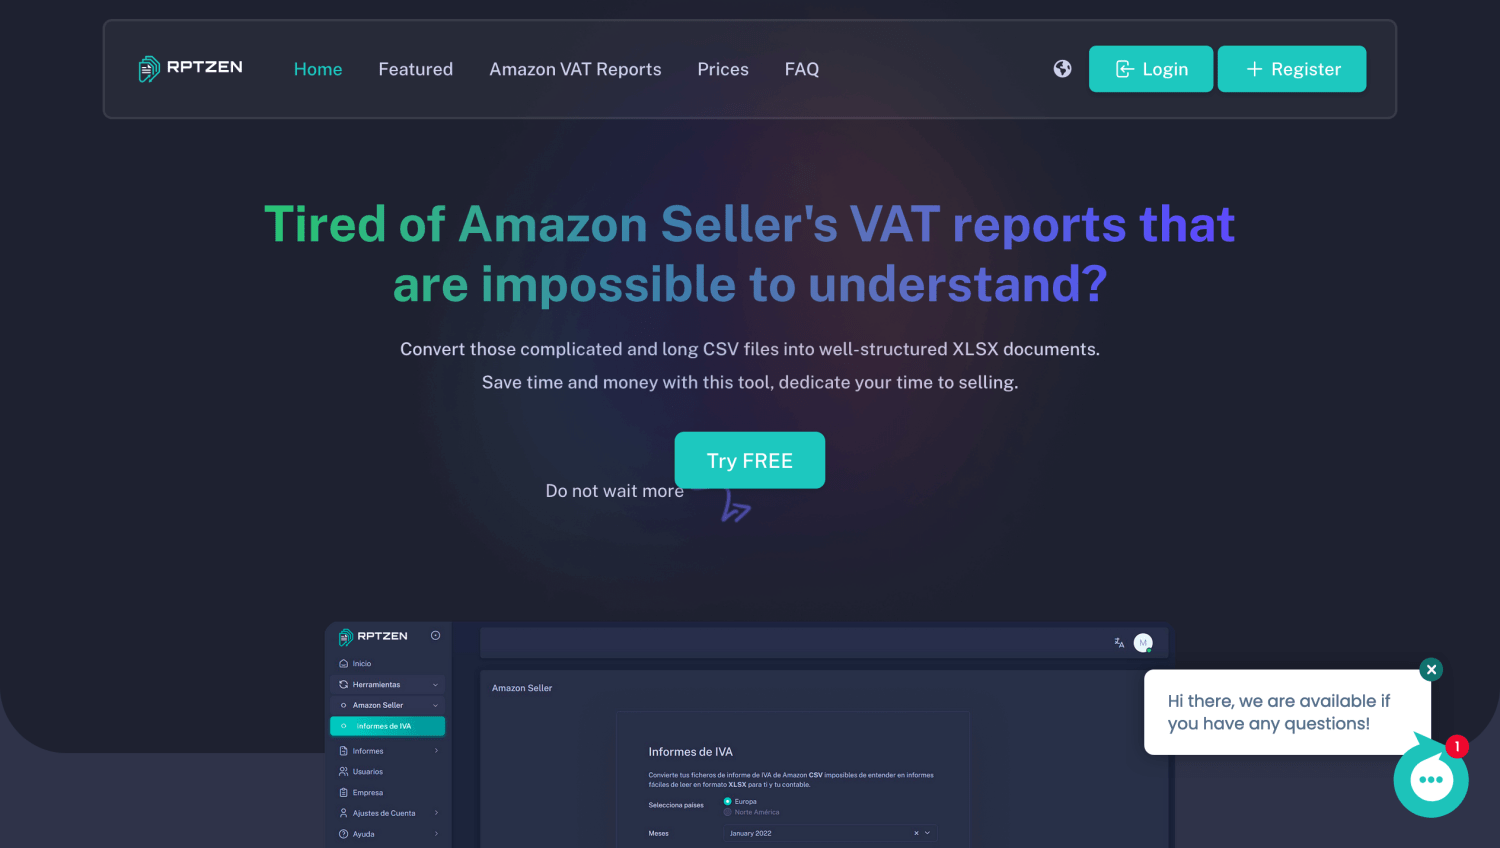 RPTZEN
Home
Featured
Amazon VAT Reports
Prices
FAQ
Login
Register
Tired of Amazon Seller's VAT reports that
are impossible to understand?
Convert those complicated and long CSV files into well-structured XLSX documents.
Save time and money with this tool, dedicate your time to selling.
Try FREE
Do not wait more
RPTZEN
Inicio
Herramientas
Amazon Seller
Informes de IVA
Informes
Usuarios
Empresa
Ajustes de Cuenta
Ayuda
M
Amazon Seller
Informes de IVA
Convierte tus ficheros de informe de IVA de Amazon CSV imposibles de entender en informes
fáciles de leer en formato XLSX para ti y tu contable.
Selecciona países
Europa
Norte América
Meses
January 2022
Hi there, we are available if
you have any questions!
1